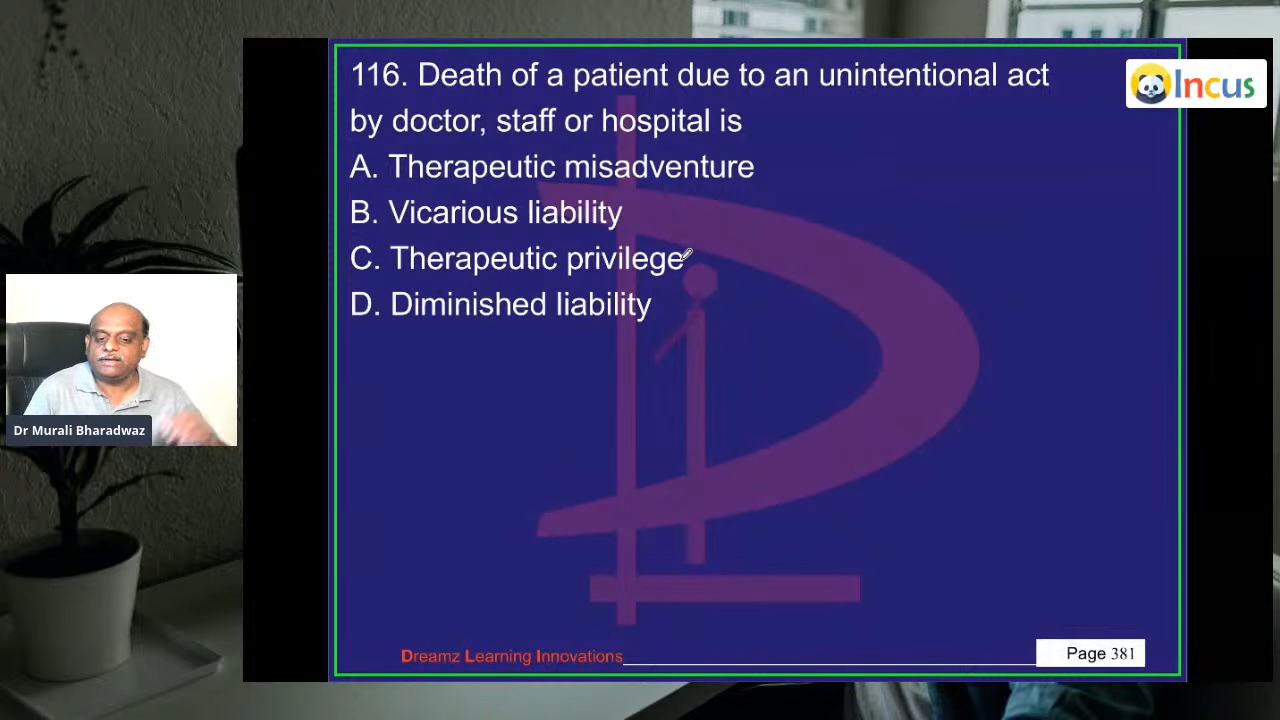 116. Death of a patient due to an unintentional act
by doctor, staff or hospital is
A. Therapeutic misadventure
B. Vicarious liability
C. Therapeutic privilege
D. Diminished liability
Incus
Dr Murali Bharadwaz
Dreamz Learning Innovations
Page 381